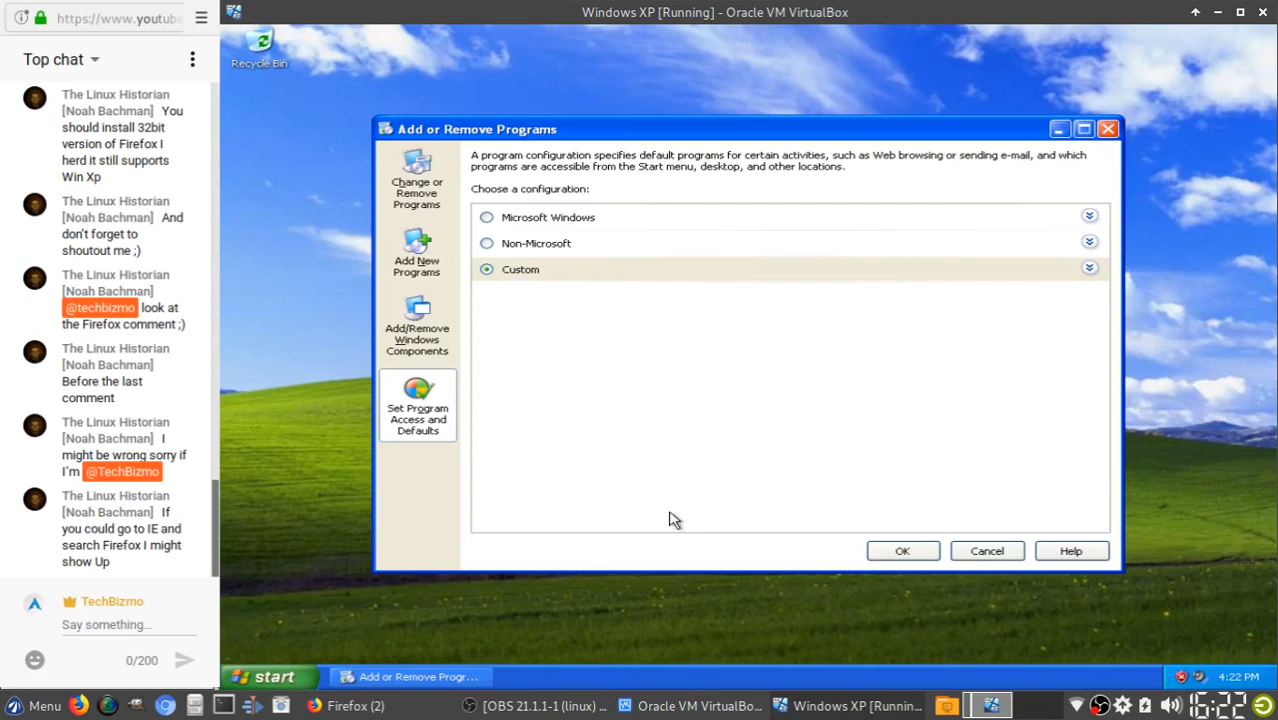 https://www.youtube
Top chat
The Linux Historian
[Noah Bachman] You
should install 32bit
version of Firefox I
herd it still supports
Win Xp
The Linux Historian
[Noah Bachman] And
don't forget to
shoutout me ;)
The Linux Historian
[Noah Bachman]
@techbizmo look at
the Firefox comment ;)
The Linux Historian
[Noah Bachman]
Before the last
comment
The Linux Historian
[Noah Bachman] I
might be wrong sorry if
I'm @TechBizmo
The Linux Historian
[Noah Bachman] If
you could go to IE and
search Firefox I might
show Up
TechBizmo
Say something...
0/200
Windows XP [Running] - Oracle VM VirtualBox
Recycle Bin
Add or Remove Programs
Change or
Remove
Programs
Add New
Programs
Add/Remove
Windows
Components
Set Program
Access and
Defaults
A program configuration specifies default programs for certain activities, such as Web browsing or sending e-mail, and which
programs are accessible from the Start menu, desktop, and other locations.
Choose a configuration:
Microsoft Windows
Non-Microsoft
Custom
OK Cancel Help
start Add or Remove Progr... 4:22 PM
Menu Firefox (2) [OBS 21.1.1-1 (linux) ... Oracle VM VirtualBo... Windows XP [Runnin... 16:22